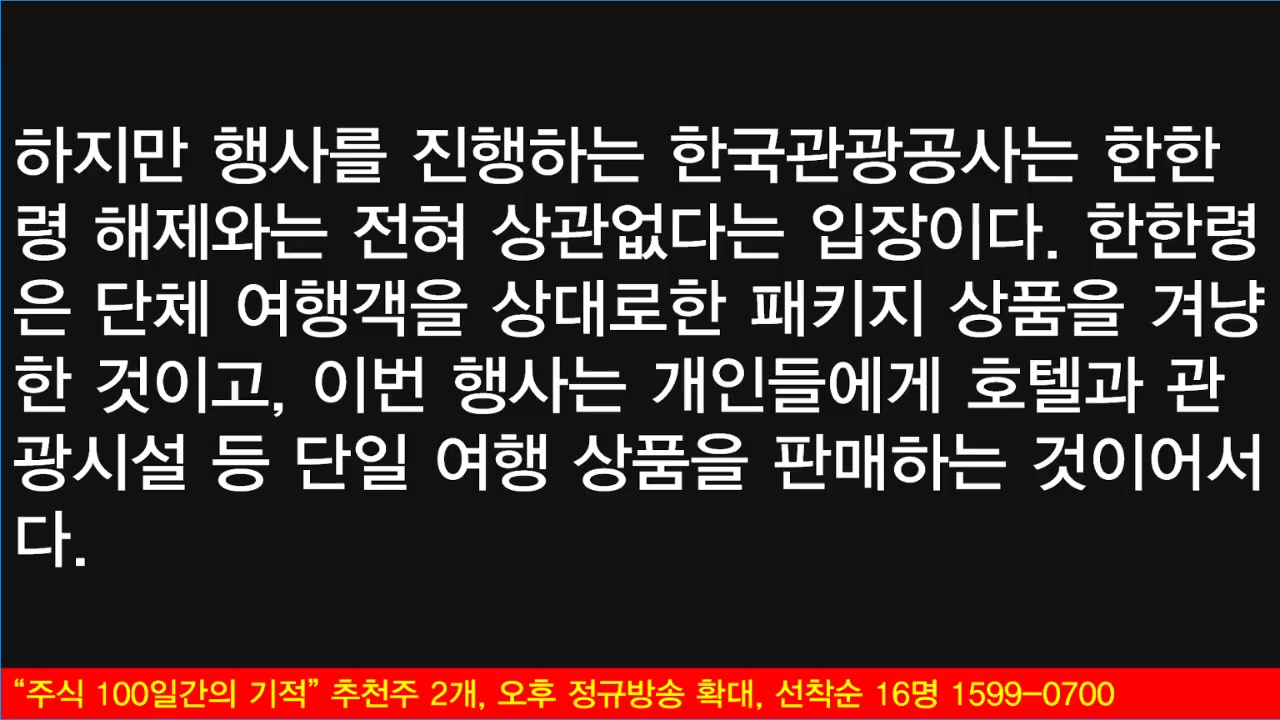 하지만 행사를 진행하는 한국관광공사는 한한
령 해제와는 전혀 상관없다는 입장이다. 한한령
은 단체 여행객을 상대로한 패키지 상품을 겨냥
한 것이고, 이번 행사는 개인들에게 호텔과 관
광시설 등 단일 여행 상품을 판매하는 것이어서
다.
“주식 100일간의 기적” 추천주 2개, 오후 정규방송 확대, 선착순 16명 1599-0700